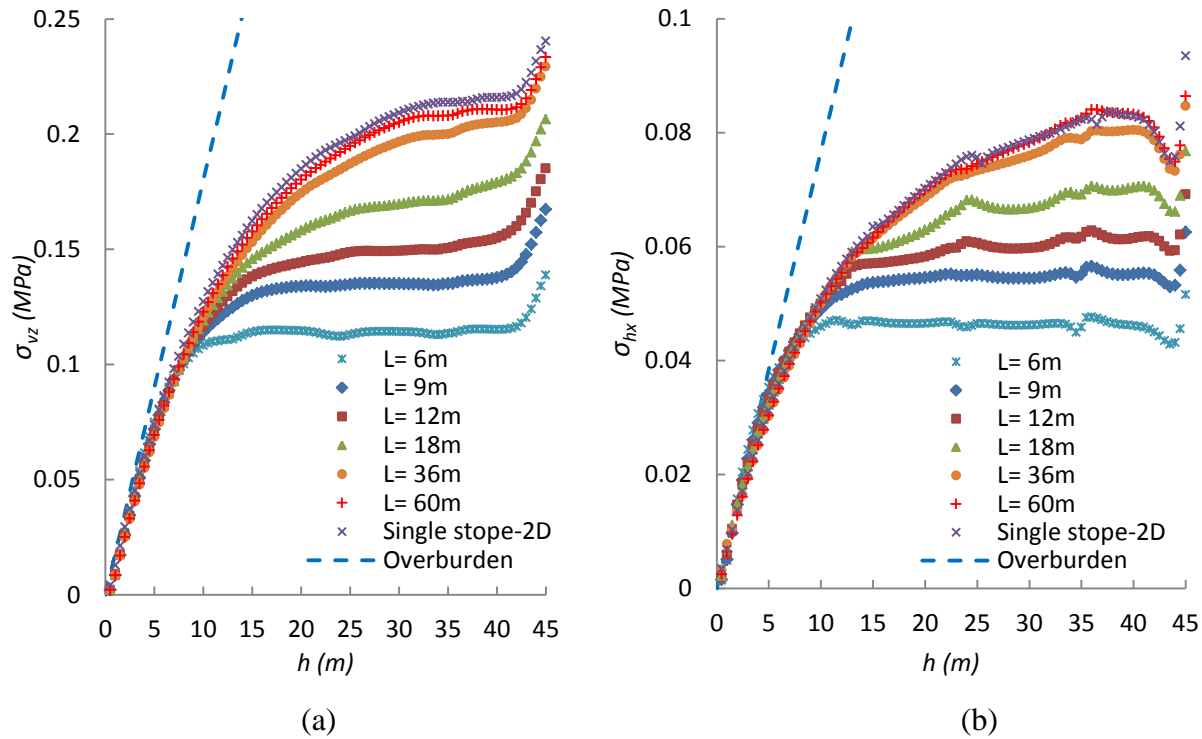 0.25
0.2
0.15
0.1
0.05
0
σvz (MPa)
L= 6m
L= 9m
L= 12m
L= 18m
L= 36m
L= 60m
Single stope-2D
Overburden
0 5 10 15 20 25 30 35 40 45
h (m)
(a)
0.1
0.08
0.06
0.04
0.02
0
σhx (MPa)
L= 6m
L= 9m
L= 12m
L= 18m
L= 36m
L= 60m
Single stope-2D
Overburden
0 5 10 15 20 25 30 35 40 45
h (m)
(b)